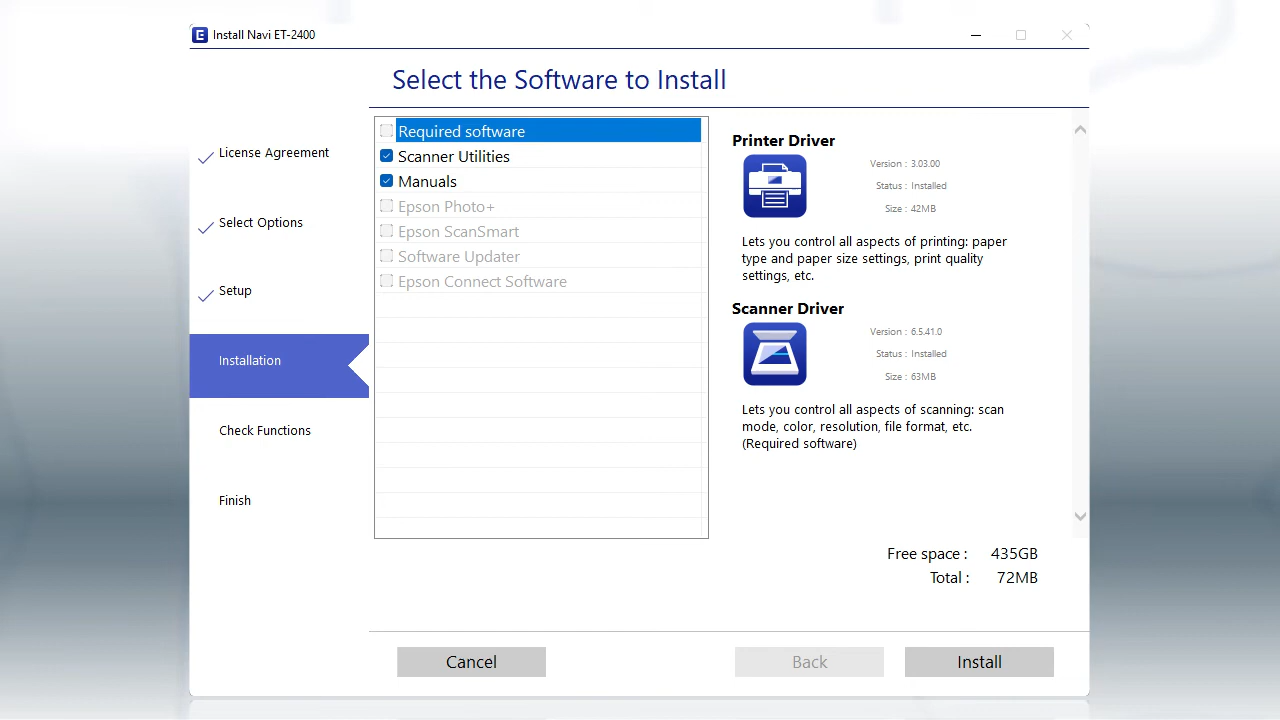 Install Navi ET-2400
Select the Software to Install
License Agreement
Select Options
Setup
Installation
Check Functions
Finish
Required software
Scanner Utilities
Manuals
Epson Photo+
Epson ScanSmart
Software Updater
Epson Connect Software
Printer Driver
Version : 3.03.00
Status : Installed
Size : 42MB
Lets you control all aspects of printing: paper
type and paper size settings, print quality
settings, etc.
Scanner Driver
Version : 6.5.41.0
Status : Installed
Size : 63MB
Lets you control all aspects of scanning: scan
mode, color, resolution, file format, etc.
(Required software)
Free space : 435GB
Total : 72MB
Cancel
Back
Install